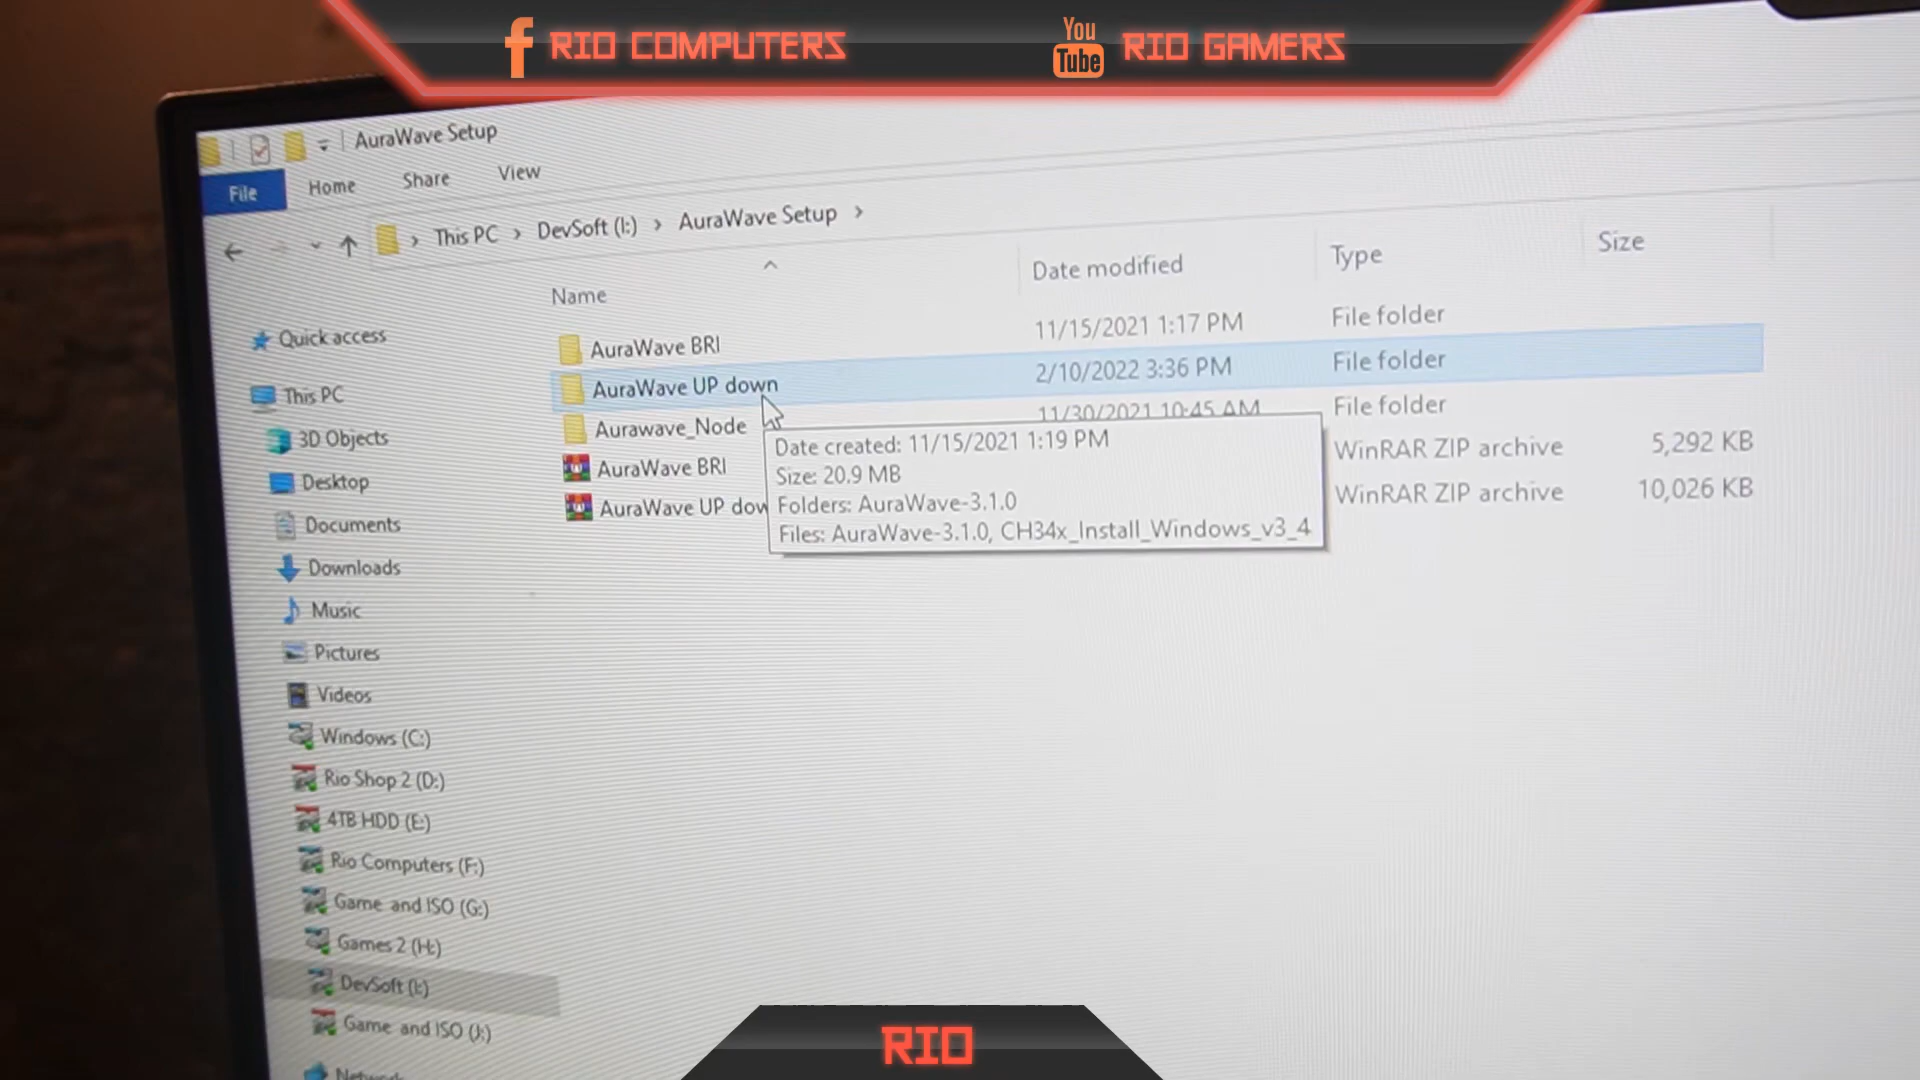 RIO COMPUTERS
You Tube RIO GAMERS
AuraWave Setup
File Home Share View
This PC > DevSoft (I:) > AuraWave Setup >
Name Date modified Type Size
AuraWave BRI 11/15/2021 1:17 PM File folder
AuraWave UP down 2/10/2022 3:36 PM File folder
Aurawave_Node 11/30/2021 10:45 AM File folder
AuraWave BRI WinRAR ZIP archive 5,292 KB
AuraWave UP dow WinRAR ZIP archive 10,026 KB
Date created: 11/15/2021 1:19 PM
Size: 20.9 MB
Folders: AuraWave-3.1.0
Files: AuraWave-3.1.0, CH34x_Install_Windows_v3_4
Quick access
This PC
3D Objects
Desktop
Documents
Downloads
Music
Pictures
Videos
Windows (C:)
Rio Shop 2 (D:)
4TB HDD (E:)
Rio Computers (F:)
Game and ISO (G:)
Games 2 (H:)
DevSoft (I:)
Game and ISO (J:)
RIO